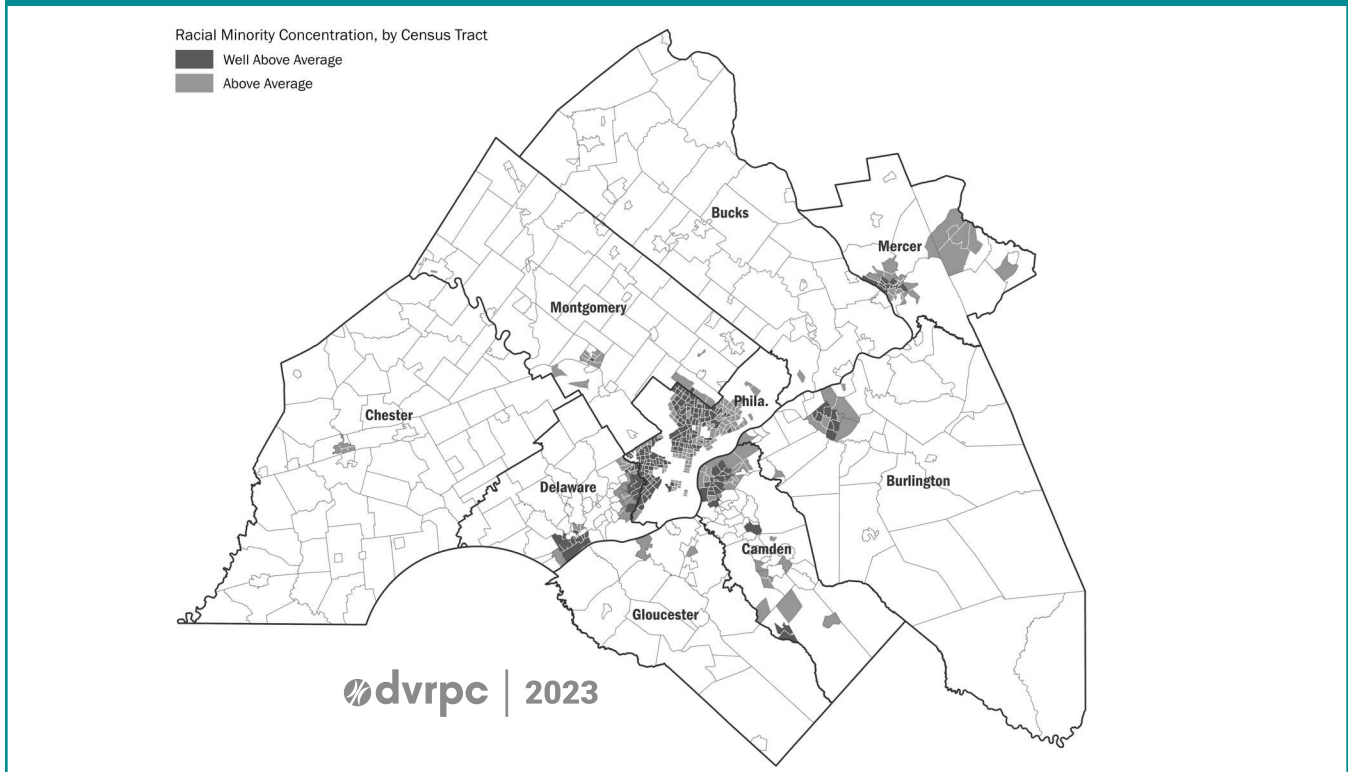 Racial Minority Concentration, by Census Tract
Well Above Average
Above Average
Bucks
Mercer
Montgomery
Phila.
Chester
Burlington
Delaware
Camden
Gloucester
dvrpc | 2023